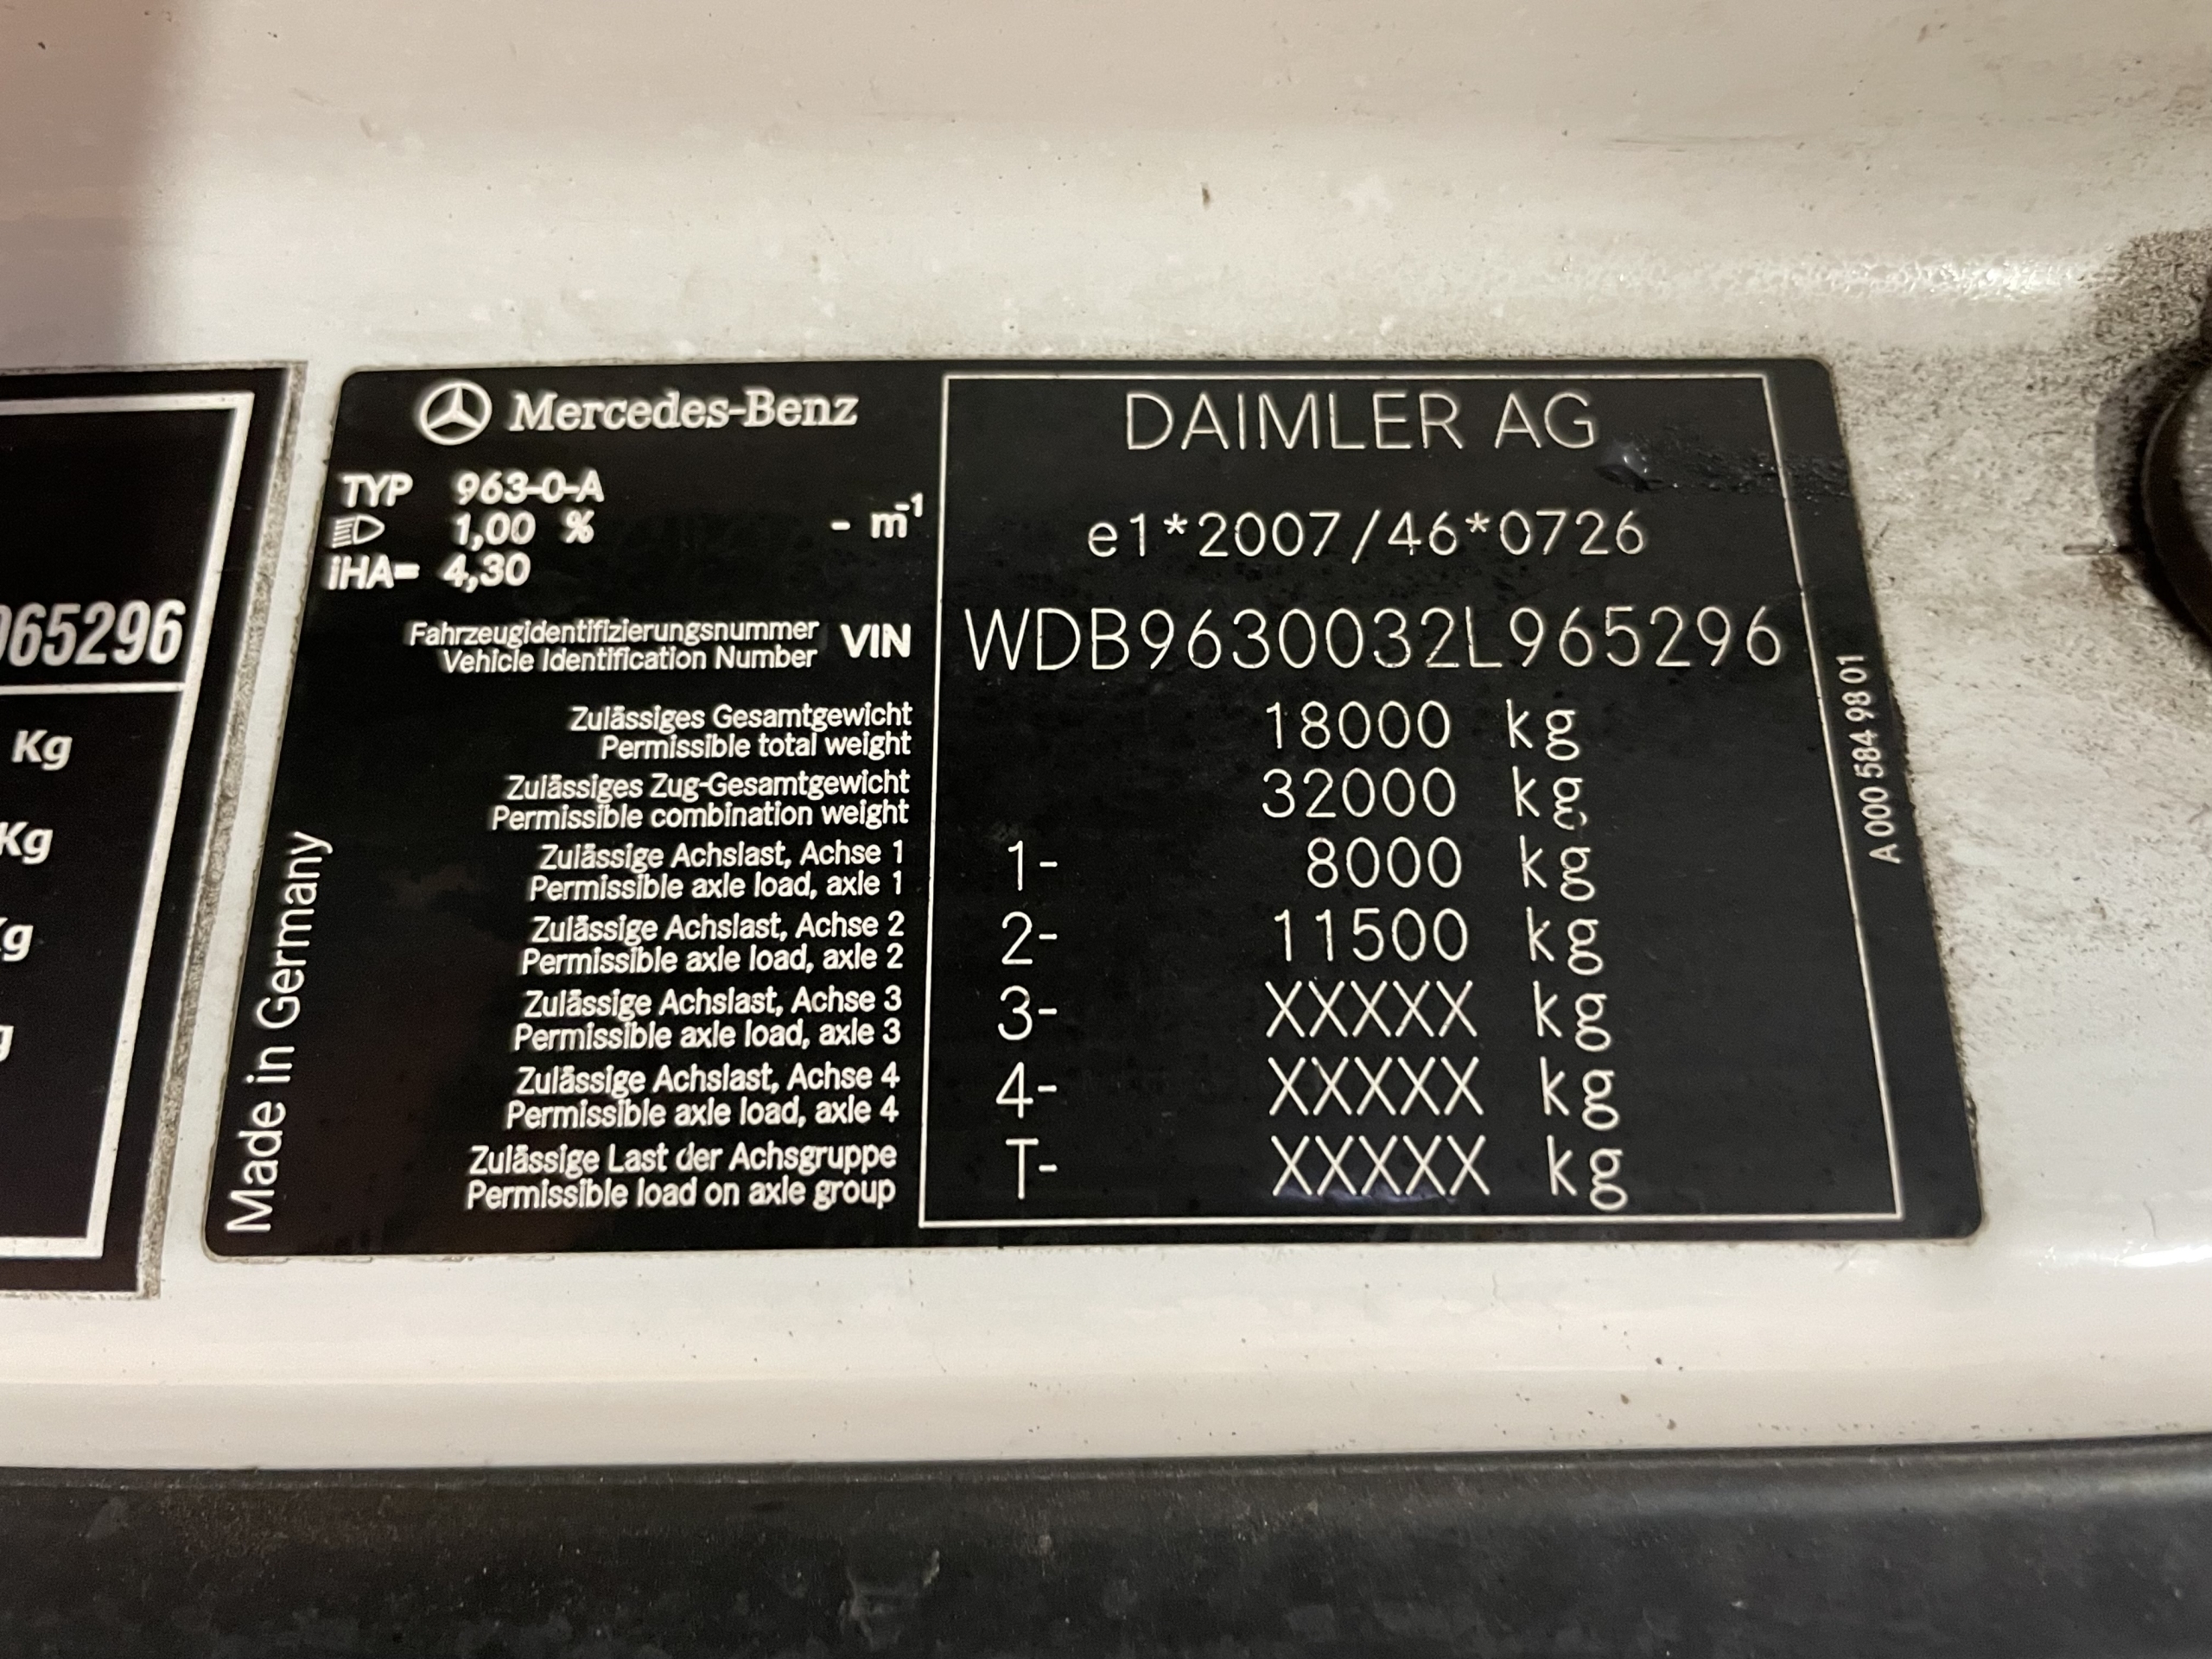 065296
Kg
Kg
Kg
g
Mercedes-Benz
TYP 963-0-A
1,00 % - m-1
iHA= 4,30
Fahrzeugidentifizierungsnummer
Vehicle Identification Number
VIN
Zulässiges Gesamtgewicht
Permissible total weight
Zulässiges Zug-Gesamtgewicht
Permissible combination weight
Zulässige Achslast, Achse 1
Permissible axle load, axle 1
Zulässige Achslast, Achse 2
Permissible axle load, axle 2
Zulässige Achslast, Achse 3
Permissible axle load, axle 3
Zulässige Achslast, Achse 4
Permissible axle load, axle 4
Zulässige Last der Achsgruppe
Permissible load on axle group
Made in Germany
DAIMLER AG
e1*2007/46*0726
WDB9630032L965296
18000 kg
32000 kg
1- 8000 kg
2- 11500 kg
3- XXXXX kg
4- XXXXX kg
T- XXXXX kg
A 000 584 98 01